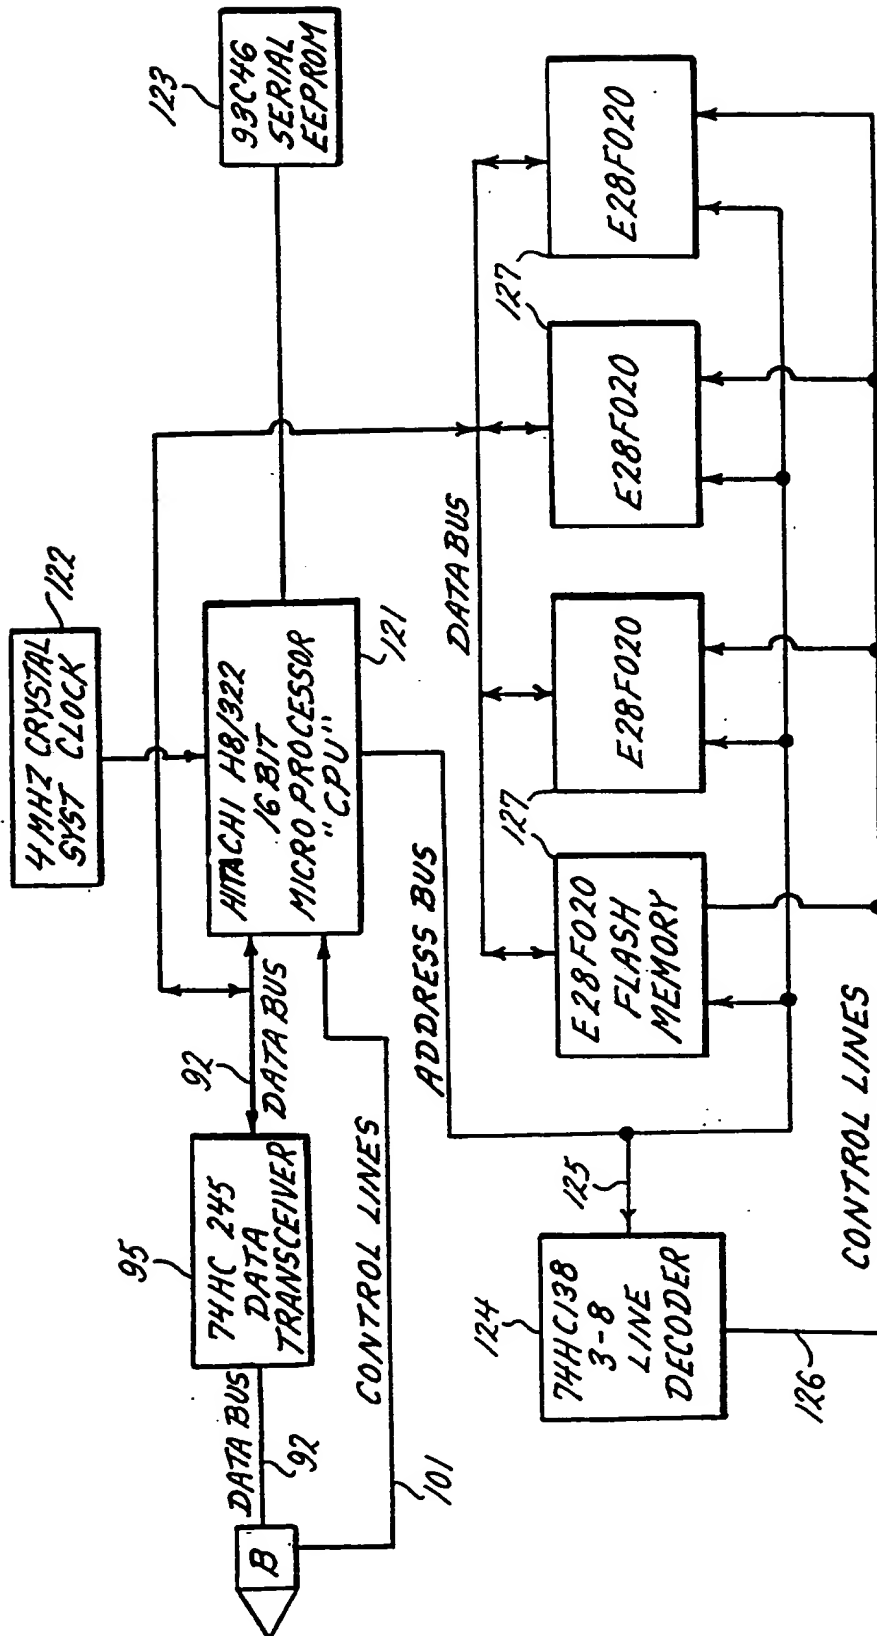 4 MHZ CRYSTAL
SYST CLOCK
122
123
93C46
SERIAL
EEPROM
95
74HC 245
DATA
TRANSCEIVER
92
DATA BUS
HITACHI H8/322
16 BIT
MICRO PROCESSOR
"CPU"
121
B
DATA BUS
92
CONTROL LINES
101
ADDRESS BUS
DATA BUS
124
74HC138
3-8
LINE
DECODER
125
126
127
E28F020
FLASH
MEMORY
E28F020
127
E28F020
127
E28F020
CONTROL LINES